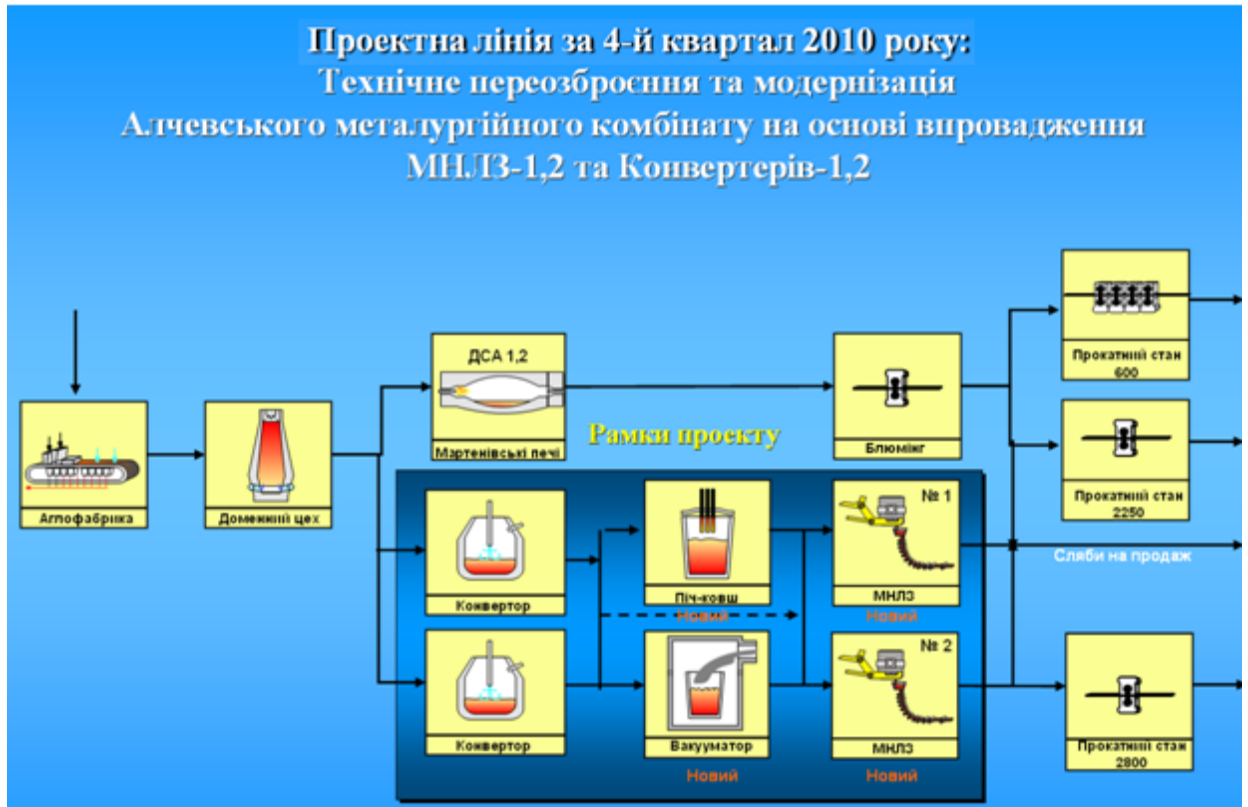 Проектна лінія за 4-й квартал 2010 року:
Технічне переозброєння та модернізація
Алчевського металургійного комбінату на основі впровадження
МНЛЗ-1,2 та Конвертерів-1,2
Прокатний стан
600
ДСА 1,2
Мартенівські печі
Рамки проекту
Блюмінг
Аглофабрика
Доменний цех
Прокатний стан
2250
Конвертор
Піч-ковш
Новий
№ 1
МНЛЗ
Новий
Сляби на продаж
Конвертор
Вакууматор
Новий
№ 2
МНЛЗ
Новий
Прокатний стан
2800